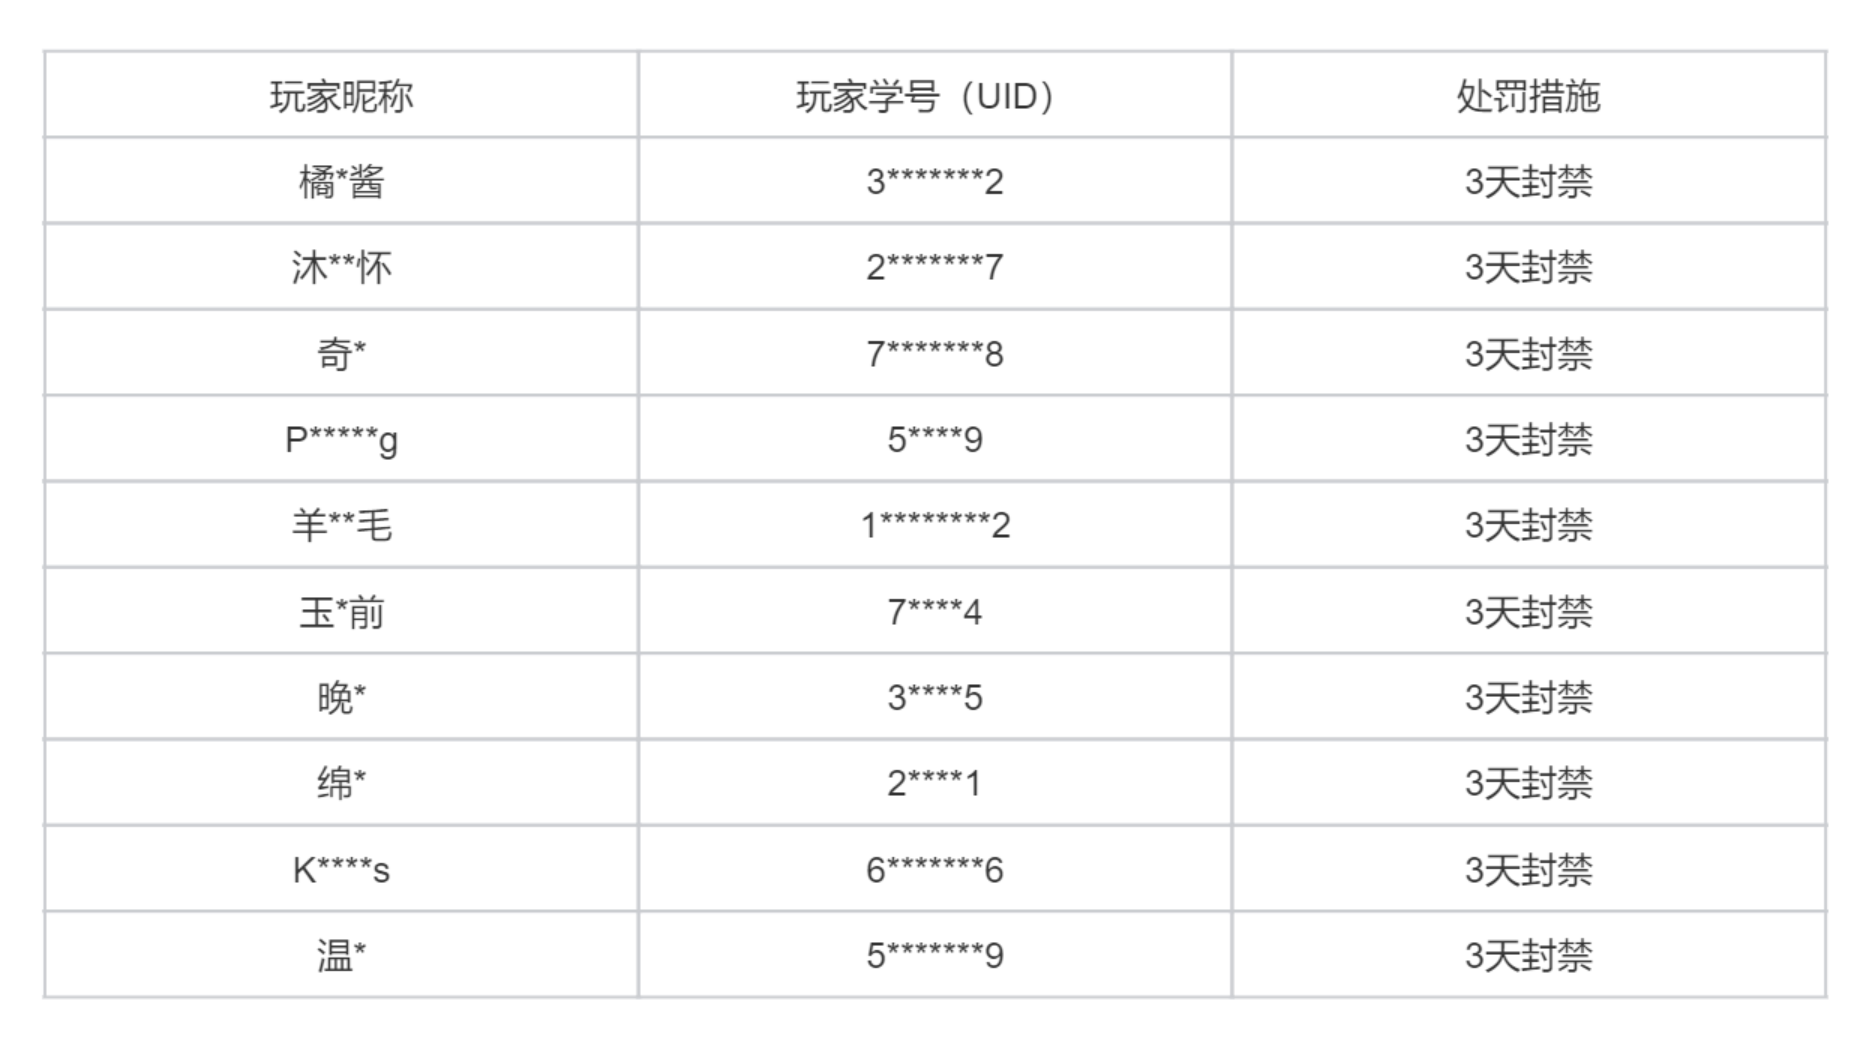 玩家昵称 玩家学号（UID） 处罚措施
橘*酱 3*******2 3天封禁
沐**怀 2*******7 3天封禁
奇* 7*******8 3天封禁
P*****g 5****9 3天封禁
羊**毛 1********2 3天封禁
玉*前 7****4 3天封禁
晚* 3****5 3天封禁
绵* 2****1 3天封禁
K****s 6*******6 3天封禁
温* 5*******9 3天封禁